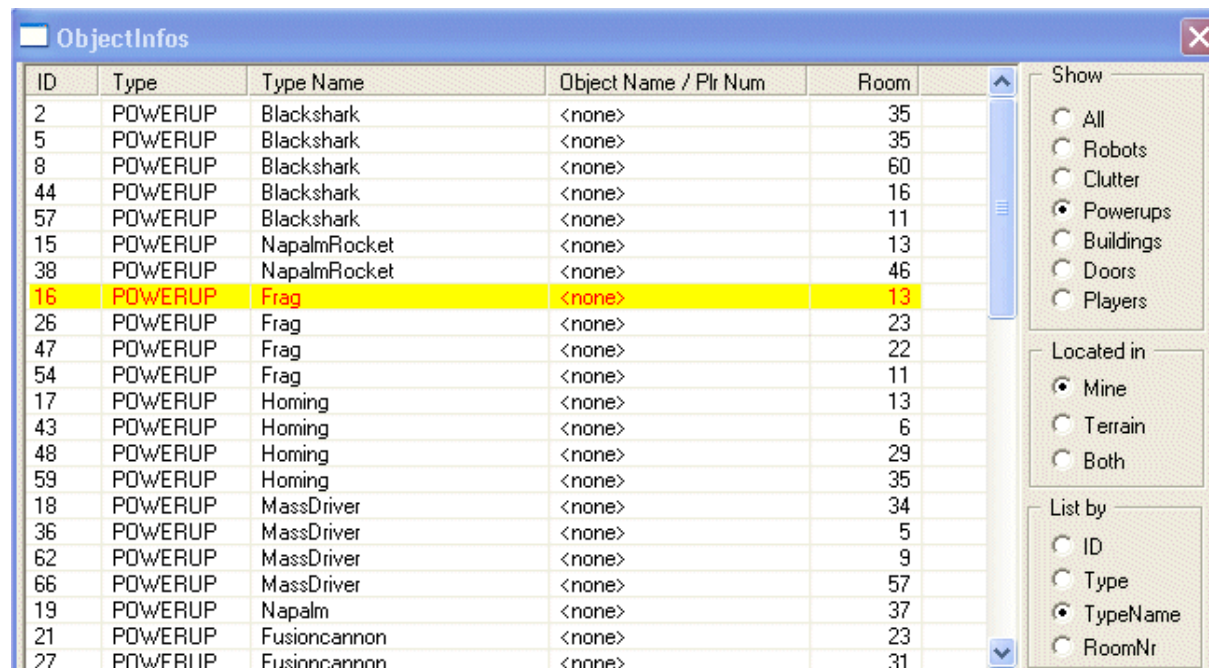 ObjectInfos
ID Type Type Name Object Name / Plr Num Room
2 POWERUP Blackshark <none> 35
5 POWERUP Blackshark <none> 35
8 POWERUP Blackshark <none> 60
44 POWERUP Blackshark <none> 16
57 POWERUP Blackshark <none> 11
15 POWERUP NapalmRocket <none> 13
38 POWERUP NapalmRocket <none> 46
16 POWERUP Frag <none> 13
26 POWERUP Frag <none> 23
47 POWERUP Frag <none> 22
54 POWERUP Frag <none> 11
17 POWERUP Homing <none> 13
43 POWERUP Homing <none> 6
48 POWERUP Homing <none> 29
59 POWERUP Homing <none> 35
18 POWERUP MassDriver <none> 34
36 POWERUP MassDriver <none> 5
62 POWERUP MassDriver <none> 9
66 POWERUP MassDriver <none> 57
19 POWERUP Napalm <none> 37
21 POWERUP Fusioncannon <none> 23
27 POWERUP Fusioncannon <none> 31
Show
All
Robots
Clutter
Powerups
Buildings
Doors
Players
Located in
Mine
Terrain
Both
List by
ID
Type
TypeName
RoomNr